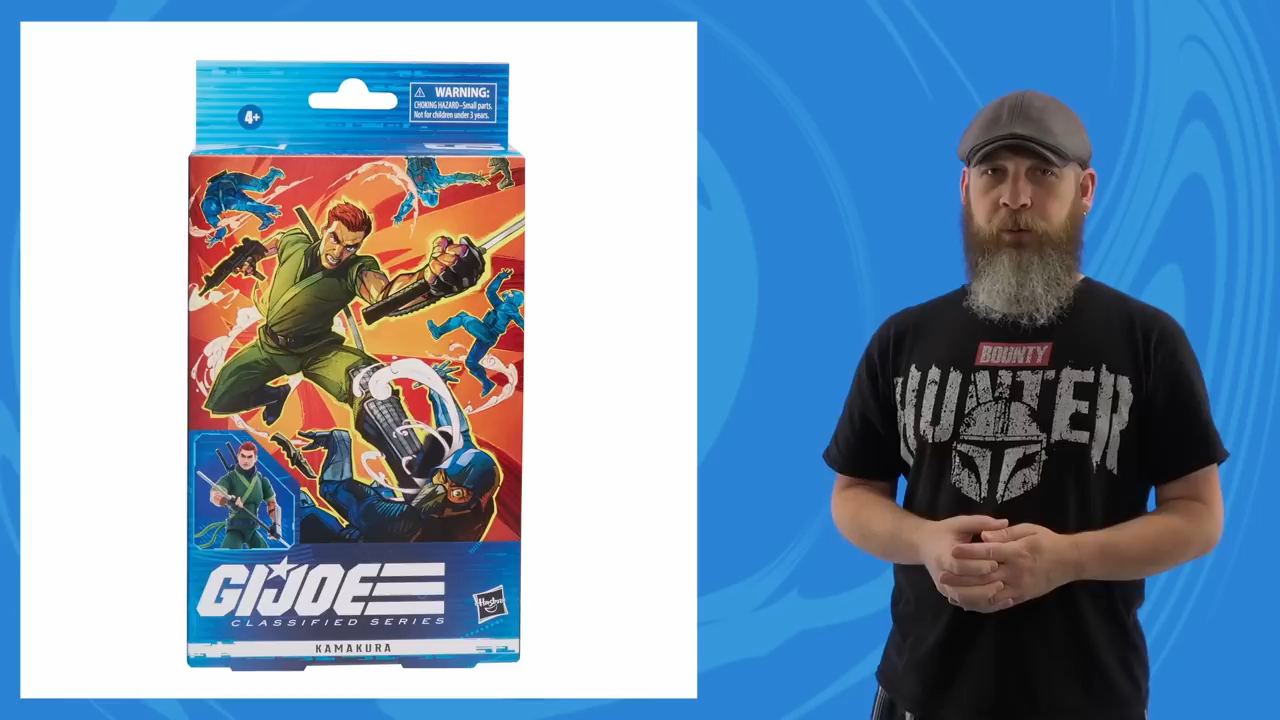 4+
WARNING:
CHOKING HAZARD–Small parts.
Not for children under 3 years.
GI JOE
CLASSIFIED SERIES
Hasbro
KAMAKURA
BOUNTY
HUNTER